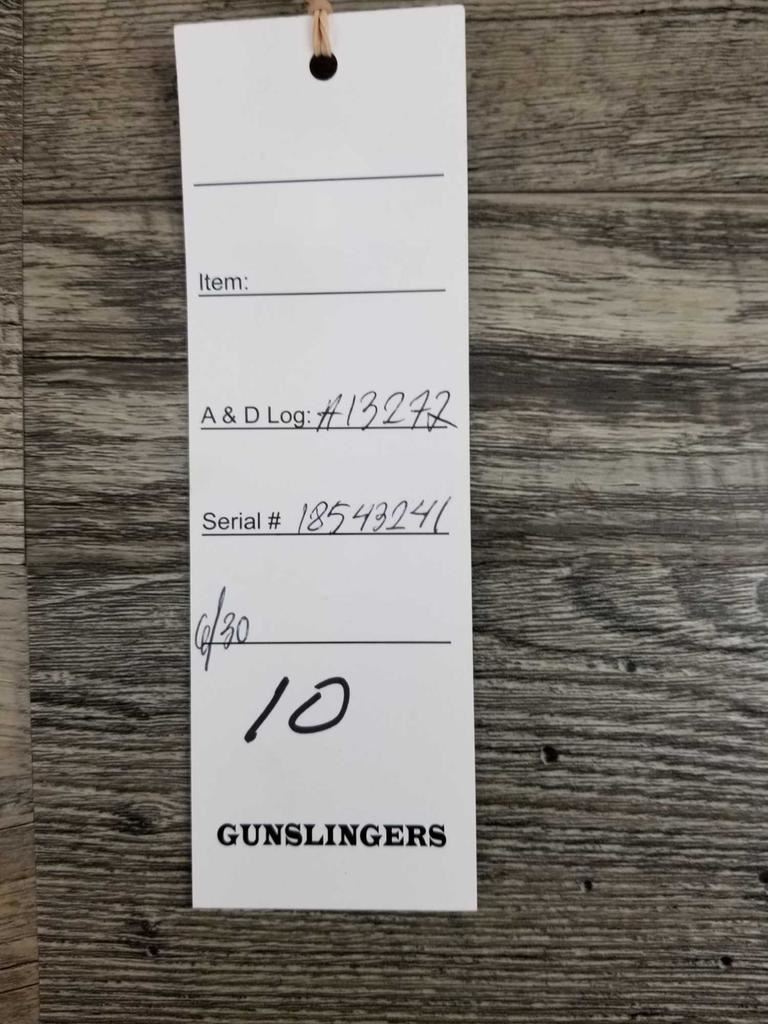 Item:
A & D Log: #13272
Serial # 18543241
6/30
10
GUNSLINGERS